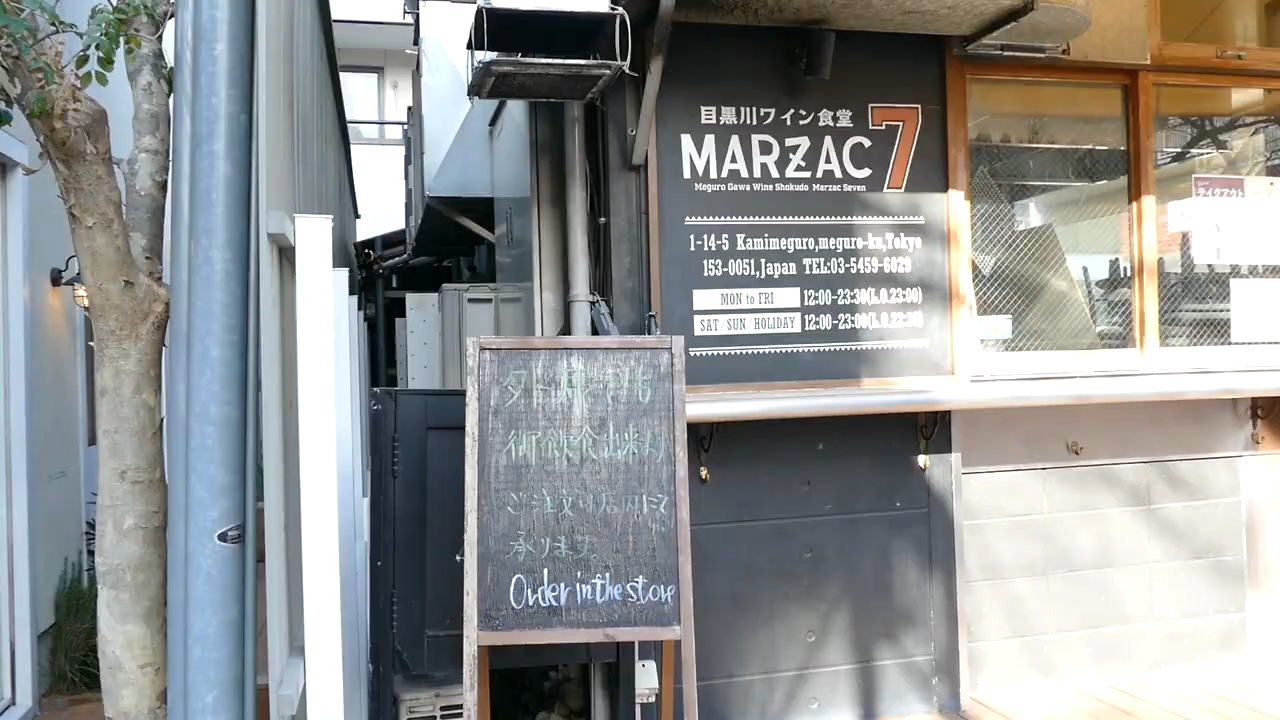 目黒川ワイン食堂
MARZAC 7
Meguro Gawa Wine Shokudo Marzac Seven
1-14-5 Kamimeguro,meguro-ku,Tokyo
153-0051,Japan TEL:03-5459-6029
MON to FRI 12:00-23:30(L.O.23:00)
SAT/SUN/HOLIDAY 12:00-23:00(L.O.22:30)
テイクアウト
御飲食出来ます
ご注文は店内にて
承ります。
Order in the store